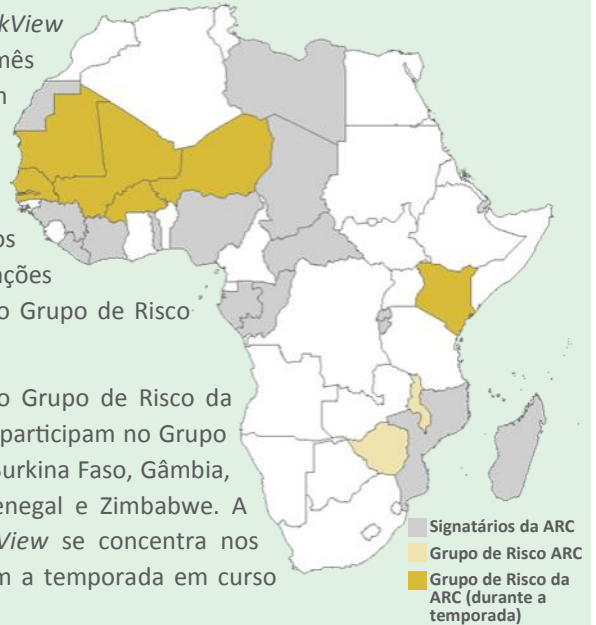 kView
mês
m
os
ações
o Grupo de Risco
o Grupo de Risco da
participam no Grupo
Burkina Faso, Gâmbia,
enegal e Zimbabwe. A
View se concentra nos
m a temporada em curso
Signatários da ARC
Grupo de Risco ARC
Grupo de Risco da
ARC (durante a
temporada)